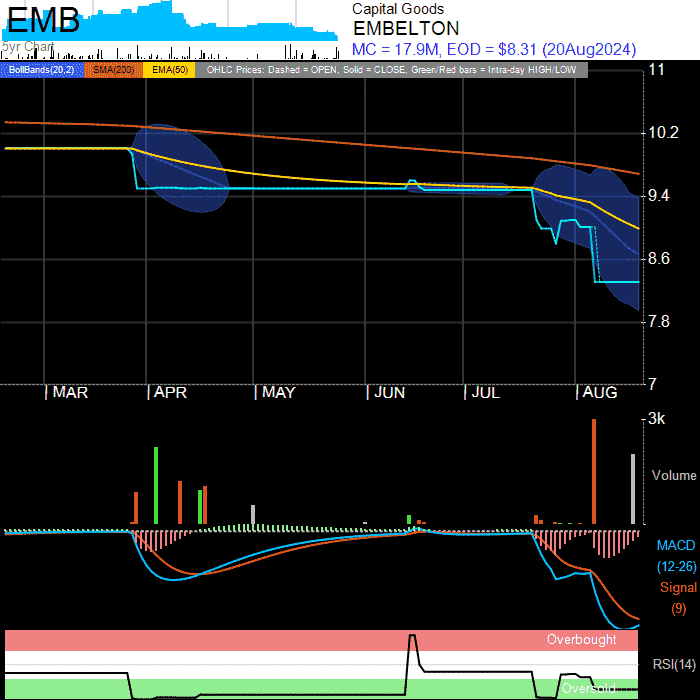 EMB
5yr Chart
Capital Goods
EMBELTON
MC = 17.9M, EOD = $8.31 (20Aug2024)
BollBands(20,2) SMA(200) EMA(50) OHLC Prices: Dashed = OPEN, Solid = CLOSE, Green/Red bars = Intra-day HIGH/LOW
11
10.2
9.4
8.6
7.8
7
MAR APR MAY JUN JUL AUG
3k
Volume
MACD
(12-26)
Signal
(9)
Overbought
RSI(14)
Oversold